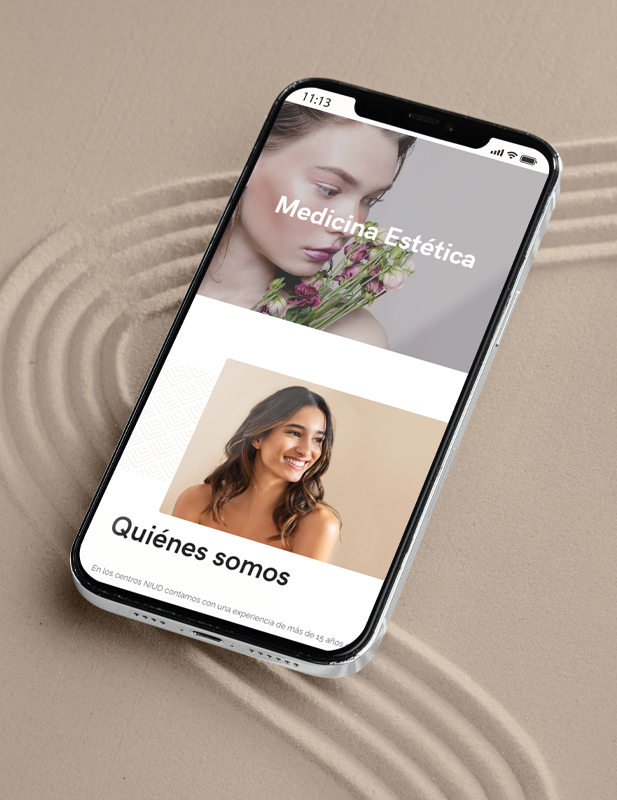 11:13
Medicina Estética
Quiénes somos
En los centros NIUD contamos con una experiencia de más de 15 años